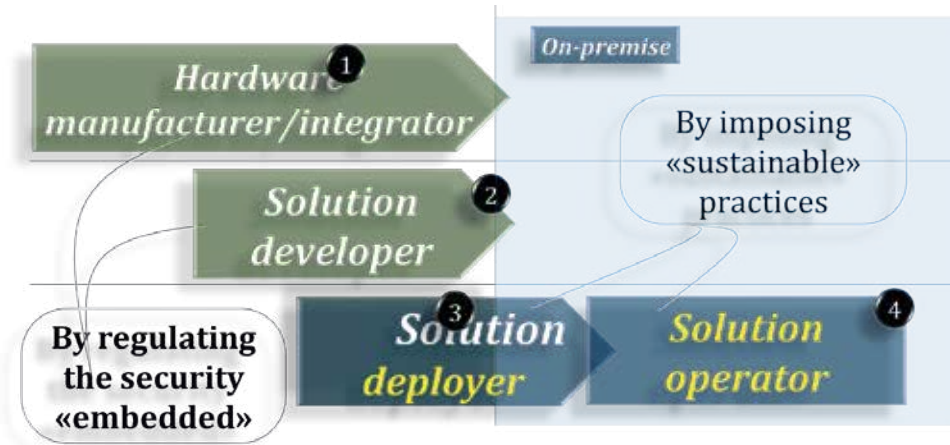 On-premise
1
Hardware
manufacturer/integrator
By imposing
«sustainable»
practices
2
Solution
developer
3
Solution
deployer
4
Solution
operator
By regulating
the security
«embedded»